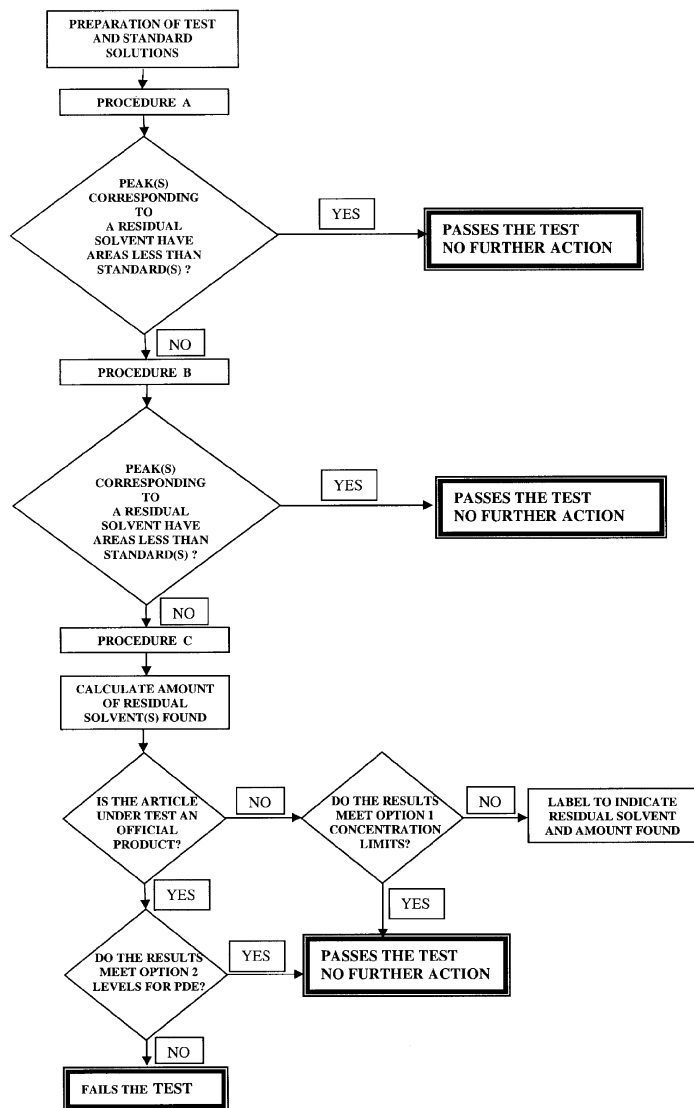 PREPARATION OF TEST
AND STANDARD
SOLUTIONS
PROCEDURE A
PEAK(S)
CORRESPONDING
TO
A RESIDUAL
SOLVENT HAVE
AREAS LESS THAN
STANDARD(S) ?
YES
PASSES THE TEST
NO FURTHER ACTION
NO
PROCEDURE B
PEAK(S)
CORRESPONDING
TO
A RESIDUAL
SOLVENT HAVE
AREAS LESS THAN
STANDARD(S) ?
YES
PASSES THE TEST
NO FURTHER ACTION
NO
PROCEDURE C
CALCULATE AMOUNT
OF RESIDUAL
SOLVENT(S) FOUND
IS THE ARTICLE
UNDER TEST AN
OFFICIAL
PRODUCT?
NO
DO THE RESULTS
MEET OPTION 1
CONCENTRATION
LIMITS?
NO
LABEL TO INDICATE
RESIDUAL SOLVENT
AND AMOUNT FOUND
YES
YES
DO THE RESULTS
MEET OPTION 2
LEVELS FOR PDE?
YES
PASSES THE TEST
NO FURTHER ACTION
NO
FAILS THE TEST